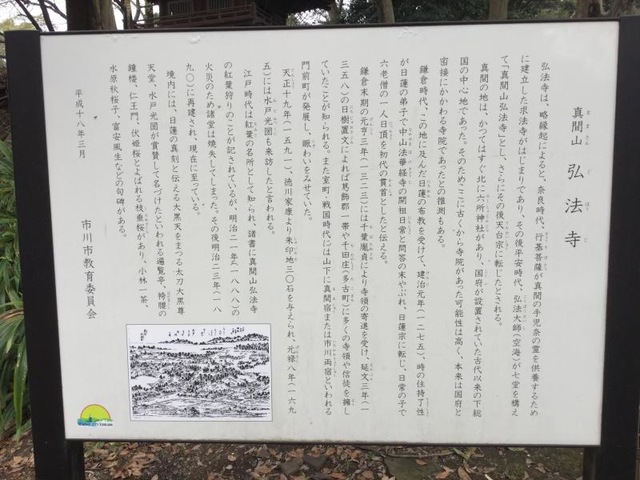 真間山 弘法寺
弘法寺は、略縁起によると、奈良時代、行基菩薩が真間の手児奈の霊を供養するため
に建立した求法寺がはじまりであり、その後平安時代、弘法大師(空海)が七堂を構え
て「真間山弘法寺」とし、さらにその後天台宗に転じたとされる。
真間の地は、かつてはすぐ北に六所神社があり、国府が設置されていた古代以来の下総
国の中心地であった。そのためここに古くから寺院があった可能性は高く、本来は国府と
密接にかかわる寺院であったとの推測もある。
鎌倉時代、この地に及んだ日蓮の布教を受けて、建治元年(一二七五)、時の住持了性
が日蓮の弟子で中山法華経寺の開祖日常と問答の末やぶれ、日蓮宗に転じ、日常の子で
六老僧の一人日頂を初代の貫首としたと伝える。
鎌倉末期の元亨三年(一三二三)には千葉胤貞により寺領の寄進を受け、延文三年(一
三五八)の日樹置文によれば葛飾郡一帯や千田庄(多古町)に多くの寺領や信徒を擁し
ていたことが知られる。また室町・戦国時代には山下に真間宿または市川両宿といわれる
門前町が発展し、賑わいをみせていた。
天正十九年(一五九一)、徳川家康より朱印地三〇石を与えられ、元禄八年(一六九
五)には水戸光圀も来訪したと言われる。
江戸時代は紅葉の名所として知られ、諸書に真間山弘法寺
の紅葉狩りのことが記されているが、明治二一年(一八八八)の
火災のため諸堂は焼失してしまった。その後明治二三年(一八
九〇)に再建され、現在に至っている。
境内には、日蓮の真刻と伝える大黒天をまつる太刀大黒尊
天堂、水戸光圀が賞賛して名づけたといわれる遍覧亭、袴腰の
鐘楼、仁王門、伏姫桜とよばれる枝垂桜があり、小林一茶、
水原秋桜子、富安風生などの句碑がある。
平成十八年三月
市川市教育委員会